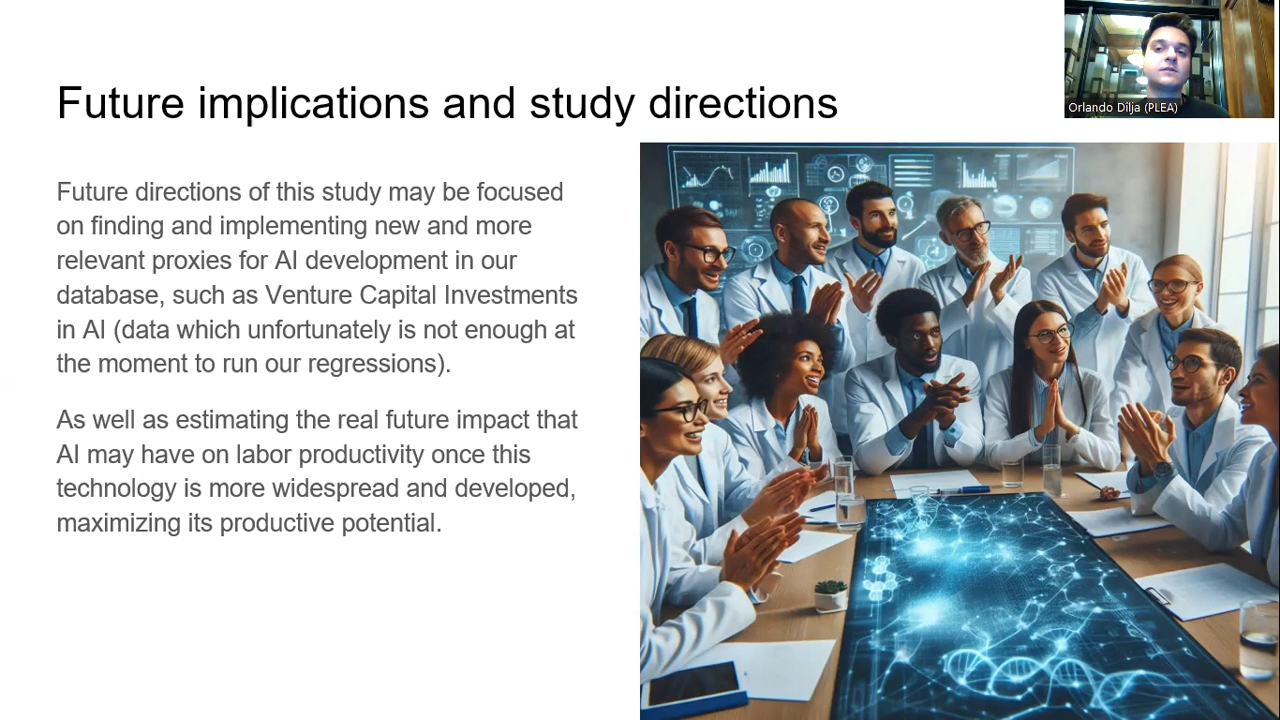 Orlando Dilja (PLEA)
Future implications and study directions
Future directions of this study may be focused
on finding and implementing new and more
relevant proxies for AI development in our
database, such as Venture Capital Investments
in AI (data which unfortunately is not enough at
the moment to run our regressions).
As well as estimating the real future impact that
AI may have on labor productivity once this
technology is more widespread and developed,
maximizing its productive potential.